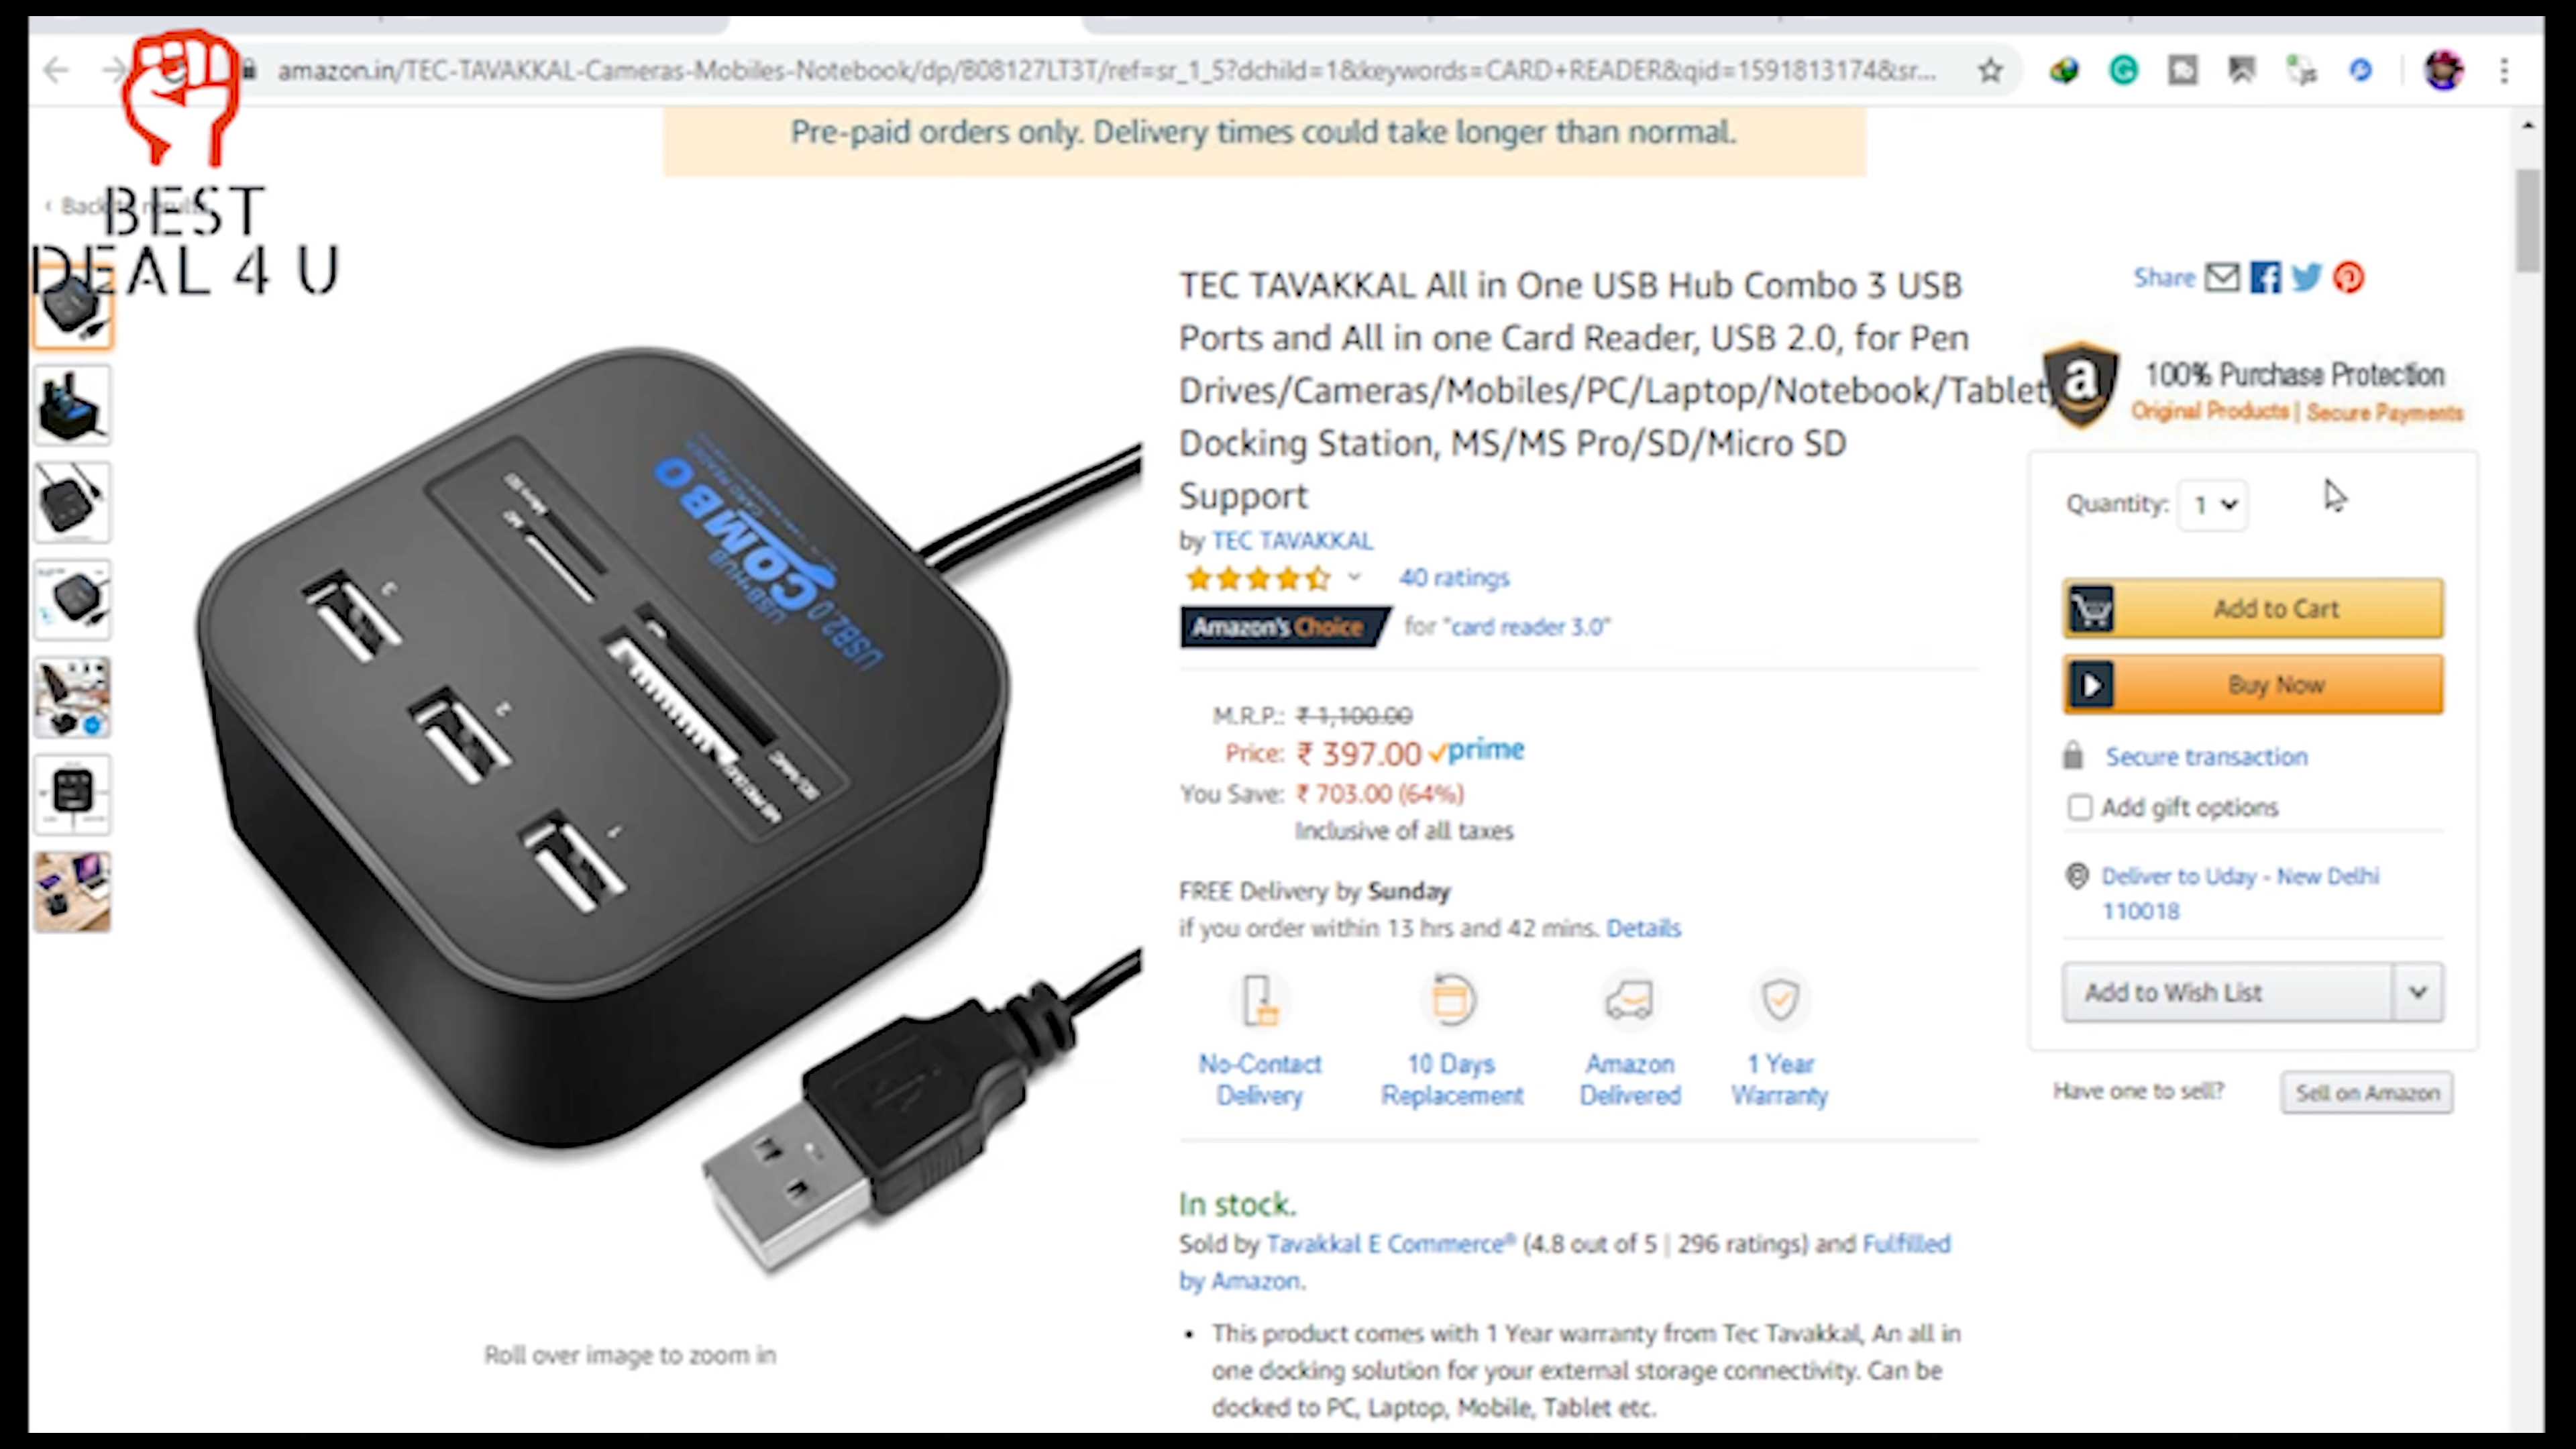 amazon.in/TEC-TAVAKKAL-Cameras-Mobiles-Notebook/dp/B08127LT3T/ref=sr_1_5?dchild=1&keywords=CARD+READER&qid=1591813174&sr...
Pre-paid orders only. Delivery times could take longer than normal.
BEST
DEAL 4 U
‹ Back to results
TEC TAVAKKAL All in One USB Hub Combo 3 USB
Ports and All in one Card Reader, USB 2.0, for Pen
Drives/Cameras/Mobiles/PC/Laptop/Notebook/Tablet,
Docking Station, MS/MS Pro/SD/Micro SD
Support
by TEC TAVAKKAL
40 ratings
Amazon's Choice for "card reader 3.0"
M.R.P.: ₹ 1,100.00
Price: ₹ 397.00 prime
You Save: ₹ 703.00 (64%)
Inclusive of all taxes
FREE Delivery by Sunday
if you order within 13 hrs and 42 mins. Details
No-Contact
Delivery
10 Days
Replacement
Amazon
Delivered
1 Year
Warranty
In stock.
Sold by Tavakkal E Commerce® (4.8 out of 5 | 296 ratings) and Fulfilled
by Amazon.
• This product comes with 1 Year warranty from Tec Tavakkal, An all in
one docking solution for your external storage connectivity. Can be
docked to PC, Laptop, Mobile, Tablet etc.
USB2.0
COMBO
USB+HUB
CARD READER
3
2
1
Roll over image to zoom in
Share
a
100% Purchase Protection
Original Products | Secure Payments
Quantity: 1
Add to Cart
Buy Now
Secure transaction
Add gift options
Deliver to Uday - New Delhi
110018
Add to Wish List
Have one to sell?
Sell on Amazon